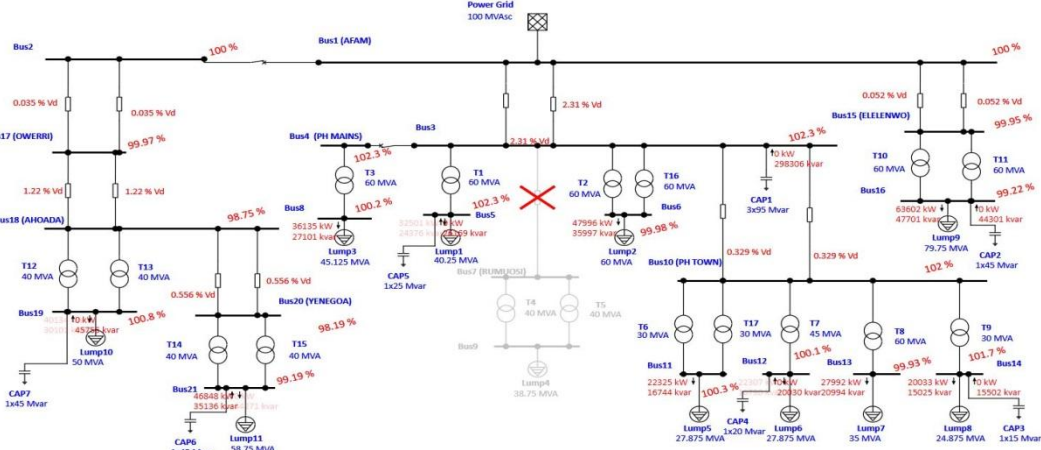 Power Grid
100 MVAsc
Bus2
100 %
Bus1 (AFAM)
100 %
0.035 % Vd
0.035 % Vd
2.31 % Vd
2.31 % Vd
0.052 % Vd
0.052 % Vd
Bus15 (ELELENWO)
99.95 %
(OWERRI)
99.97 %
Bus4 (PH MAINS)
Bus3
102.3 %
102.3 %
0 kW
298306 kvar
CAP1
3x95 Mvar
T3
60 MVA
T1
60 MVA
T2
60 MVA
T16
60 MVA
T10
60 MVA
T11
60 MVA
Bus16
99.22 %
1.22 % Vd
1.22 % Vd
(AHOADA)
98.75 %
Bus8
100.2 %
36135 kW
27101 kvar
Lump3
45.125 MVA
102.3 %
Bus5
Lump1
40.25 MVA
CAP5
1x25 Mvar
Bus6
47996 kW
35997 kvar
99.98 %
Lump2
60 MVA
63602 kW
47701 kvar
0 kW
44301 kvar
Lump9
79.75 MVA
CAP2
1x45 Mvar
T12
40 MVA
T13
40 MVA
0.556 % Vd
0.556 % Vd
Bus20 (YENEGOA)
98.19 %
Bus7 (RUMUOSI)
T4
40 MVA
T5
40 MVA
Bus9
Lump4
38.75 MVA
0.329 % Vd
0.329 % Vd
Bus10 (PH TOWN)
102 %
Bus19
100.8 %
Lump10
50 MVA
CAP7
1x45 Mvar
T14
40 MVA
T15
40 MVA
Bus21
99.19 %
46848 kW
35136 kvar
CAP6
Lump11
58.75 MVA
T6
30 MVA
T17
30 MVA
T7
45 MVA
T8
60 MVA
T9
30 MVA
Bus11
22325 kW
16744 kvar
100.3 %
Lump5
27.875 MVA
Bus12
100.1 %
20030 kvar
CAP4
1x20 Mvar
Lump6
27.875 MVA
Bus13
99.93 %
27992 kW
20994 kvar
Lump7
35 MVA
101.7 %
Bus14
20033 kW
15025 kvar
0 kW
15502 kvar
Lump8
24.875 MVA
CAP3
1x15 Mvar